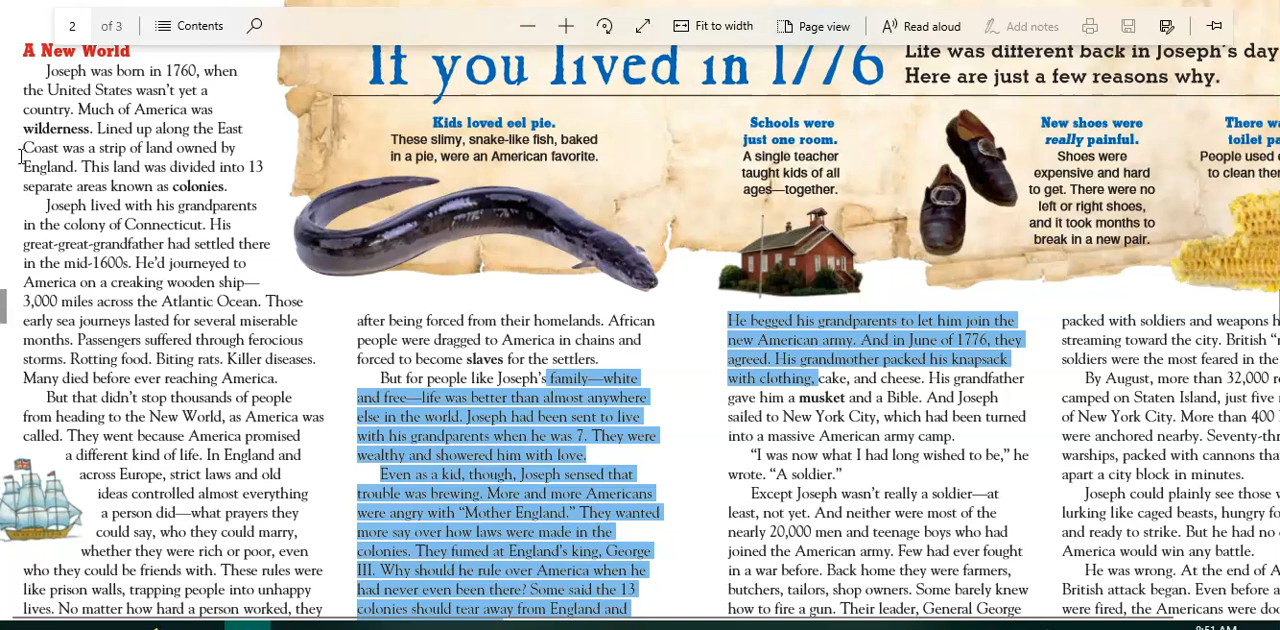 2 of 3 Contents Fit to width Page view Read aloud Add notes
A New World
Joseph was born in 1760, when
the United States wasn't yet a
country. Much of America was
wilderness. Lined up along the East
Coast was a strip of land owned by
England. This land was divided into 13
separate areas known as colonies.
Joseph lived with his grandparents
in the colony of Connecticut. His
great-great-grandfather had settled there
in the mid-1600s. He'd journeyed to
America on a creaking wooden ship—
3,000 miles across the Atlantic Ocean. Those
early sea journeys lasted for several miserable
months. Passengers suffered through ferocious
storms. Rotting food. Biting rats. Killer diseases.
Many died before ever reaching America.
But that didn't stop thousands of people
from heading to the New World, as America was
called. They went because America promised
a different kind of life. In England and
across Europe, strict laws and old
ideas controlled almost everything
a person did—what prayers they
could say, who they could marry,
whether they were rich or poor, even
who they could be friends with. These rules were
like prison walls, trapping people into unhappy
lives. No matter how hard a person worked, they
If you lived in 1776
Life was different back in Joseph's day
Here are just a few reasons why.
Kids loved eel pie.
These slimy, snake-like fish, baked
in a pie, were an American favorite.
Schools were
just one room.
A single teacher
taught kids of all
ages—together.
New shoes were
really painful.
Shoes were
expensive and hard
to get. There were no
left or right shoes,
and it took months to
break in a new pair.
There
toilet
People used
to clean
after being forced from their homelands. African
people were dragged to America in chains and
forced to become slaves for the settlers.
But for people like Joseph's family—white
and free—life was better than almost anywhere
else in the world. Joseph had been sent to live
with his grandparents when he was 7. They were
wealthy and showered him with love.
Even as a kid, though, Joseph sensed that
trouble was brewing. More and more Americans
were angry with "Mother England." They wanted
more say over how laws were made in the
colonies. They fumed at England's king, George
III. Why should he rule over America when he
had never even been there? Some said the 13
colonies should tear away from England and
He begged his grandparents to let him join the
new American army. And in June of 1776, they
agreed. His grandmother packed his knapsack
with clothing, cake, and cheese. His grandfather
gave him a musket and a Bible. And Joseph
sailed to New York City, which had been turned
into a massive American army camp.
"I was now what I had long wished to be," he
wrote. "A soldier."
Except Joseph wasn't really a soldier—at
least, not yet. And neither were most of the
nearly 20,000 men and teenage boys who had
joined the American army. Few had ever fought
in a war before. Back home they were farmers,
butchers, tailors, shop owners. Some barely knew
how to fire a gun. Their leader, General George
packed with soldiers and weapons
streaming toward the city. British
soldiers were the most feared in the
By August, more than 32,000
camped on Staten Island, just five
of New York City. More than 400
were anchored nearby.
warships, packed with cannons
apart a city block in minutes.
Joseph could plainly see those
lurking like caged beasts, hungry
and ready to strike. But he had no
America would win any battle.
He was wrong. At the end of
British attack began. Even before
were fired, the Americans were